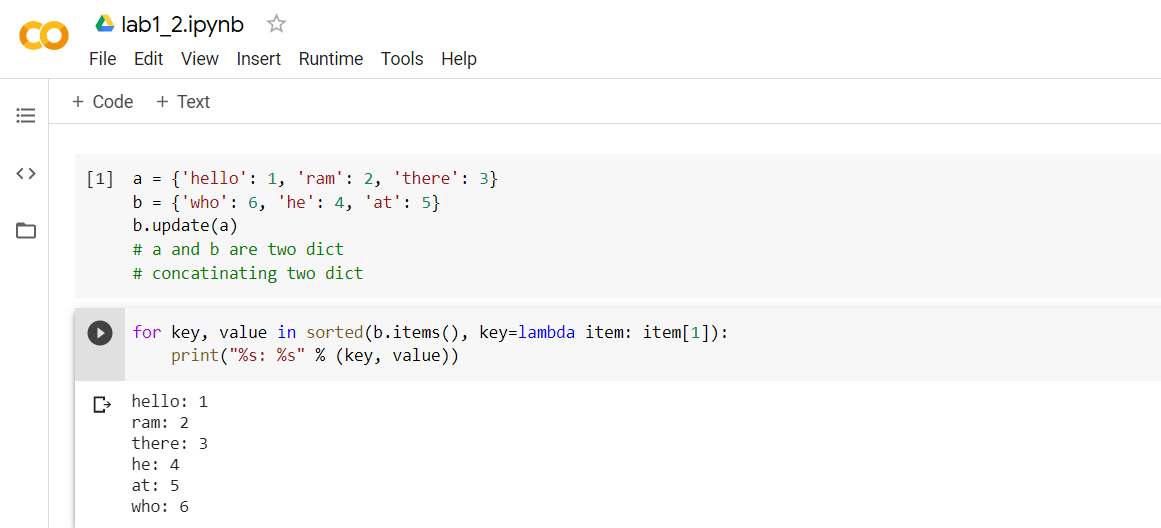 lab1_2.ipynb
File Edit View Insert Runtime Tools Help
+ Code + Text
[1] a = {'hello': 1, 'ram': 2, 'there': 3}
b = {'who': 6, 'he': 4, 'at': 5}
b.update(a)
# a and b are two dict
# concatinating two dict
for key, value in sorted(b.items(), key=lambda item: item[1]):
    print("%s: %s" % (key, value))
hello: 1
ram: 2
there: 3
he: 4
at: 5
who: 6